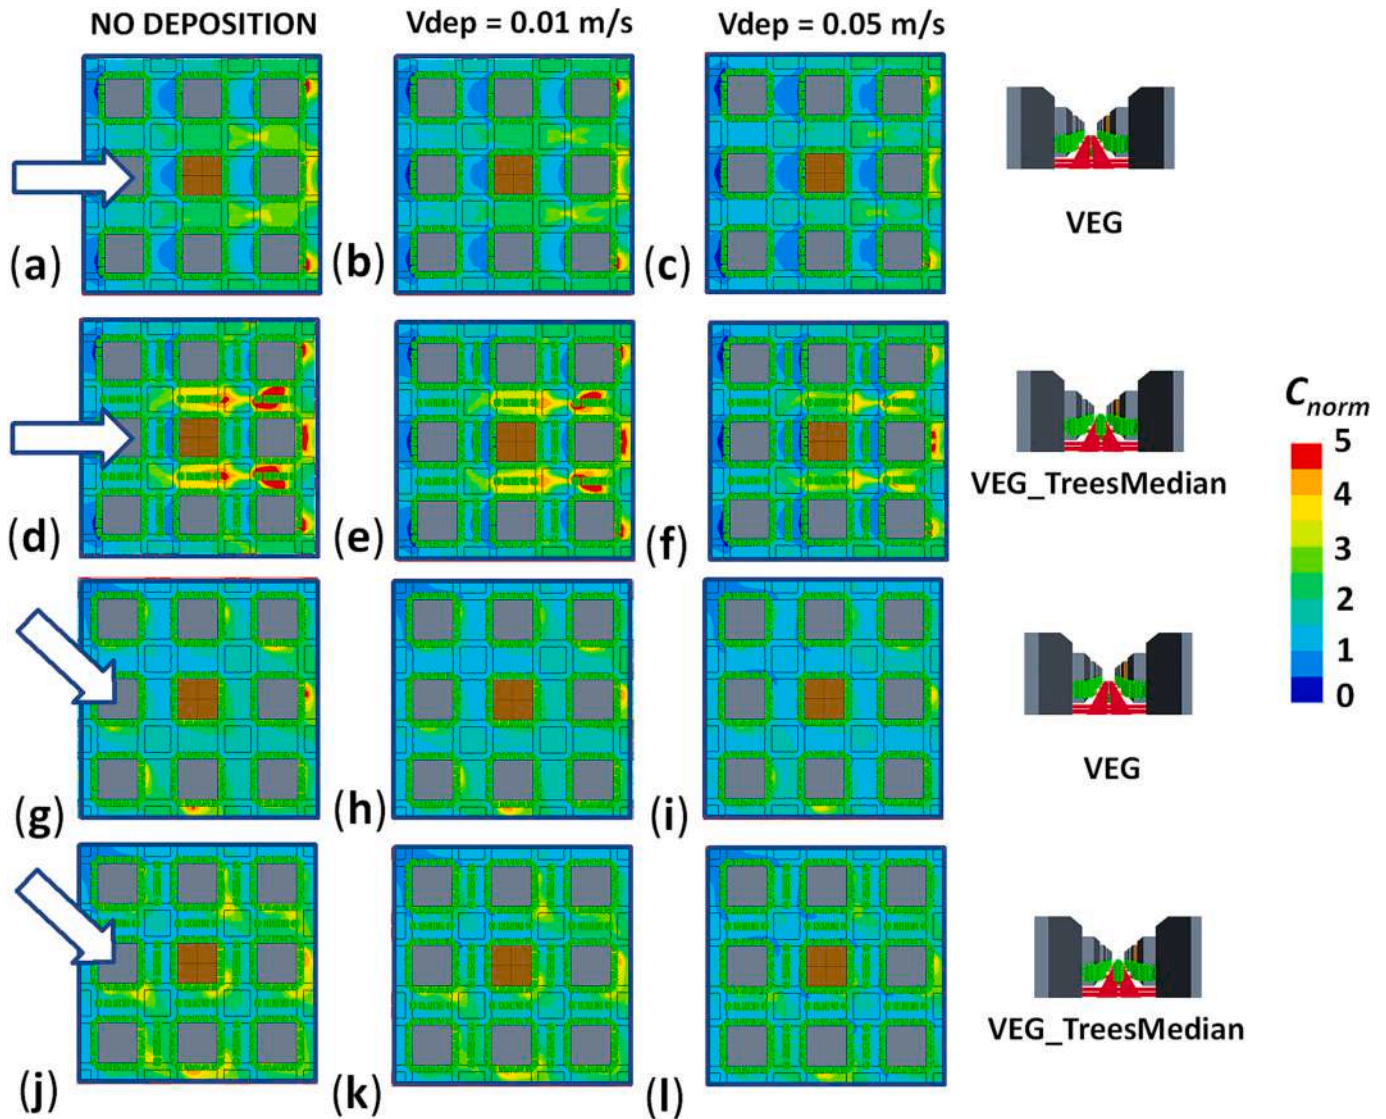 NO DEPOSITION
Vdep = 0.01 m/s
Vdep = 0.05 m/s
(a)
(b)
(c)
VEG
(d)
(e)
(f)
VEG_TreesMedian
C_norm
5
4
3
2
1
0
(g)
(h)
(i)
VEG
(j)
(k)
(l)
VEG_TreesMedian